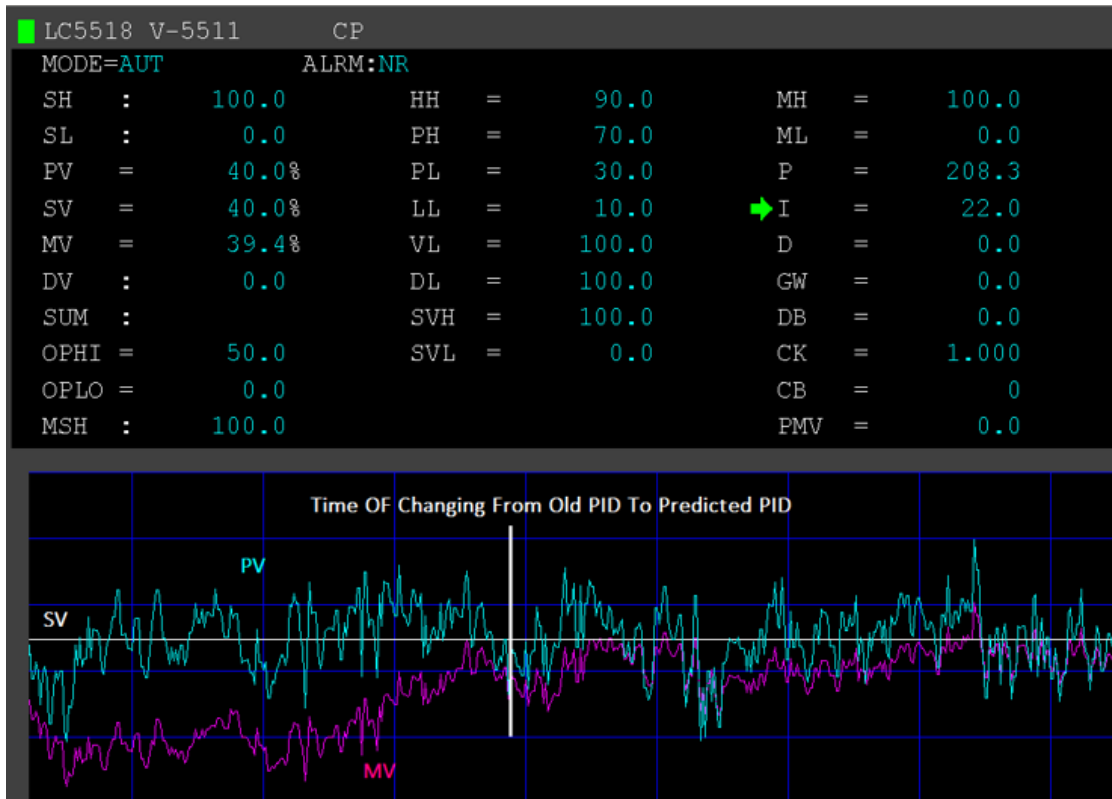 LC5518 V-5511 CP
MODE=AUT ALRM:NR
SH : 100.0 HH = 90.0 MH = 100.0
SL : 0.0 PH = 70.0 ML = 0.0
PV = 40.0% PL = 30.0 P = 208.3
SV = 40.0% LL = 10.0 I = 22.0
MV = 39.4% VL = 100.0 D = 0.0
DV : 0.0 DL = 100.0 GW = 0.0
SUM : SVH = 100.0 DB = 0.0
OPHI = 50.0 SVL = 0.0 CK = 1.000
OPLO = 0.0 CB = 0
MSH : 100.0 PMV = 0.0
Time OF Changing From Old PID To Predicted PID
PV
SV
MV